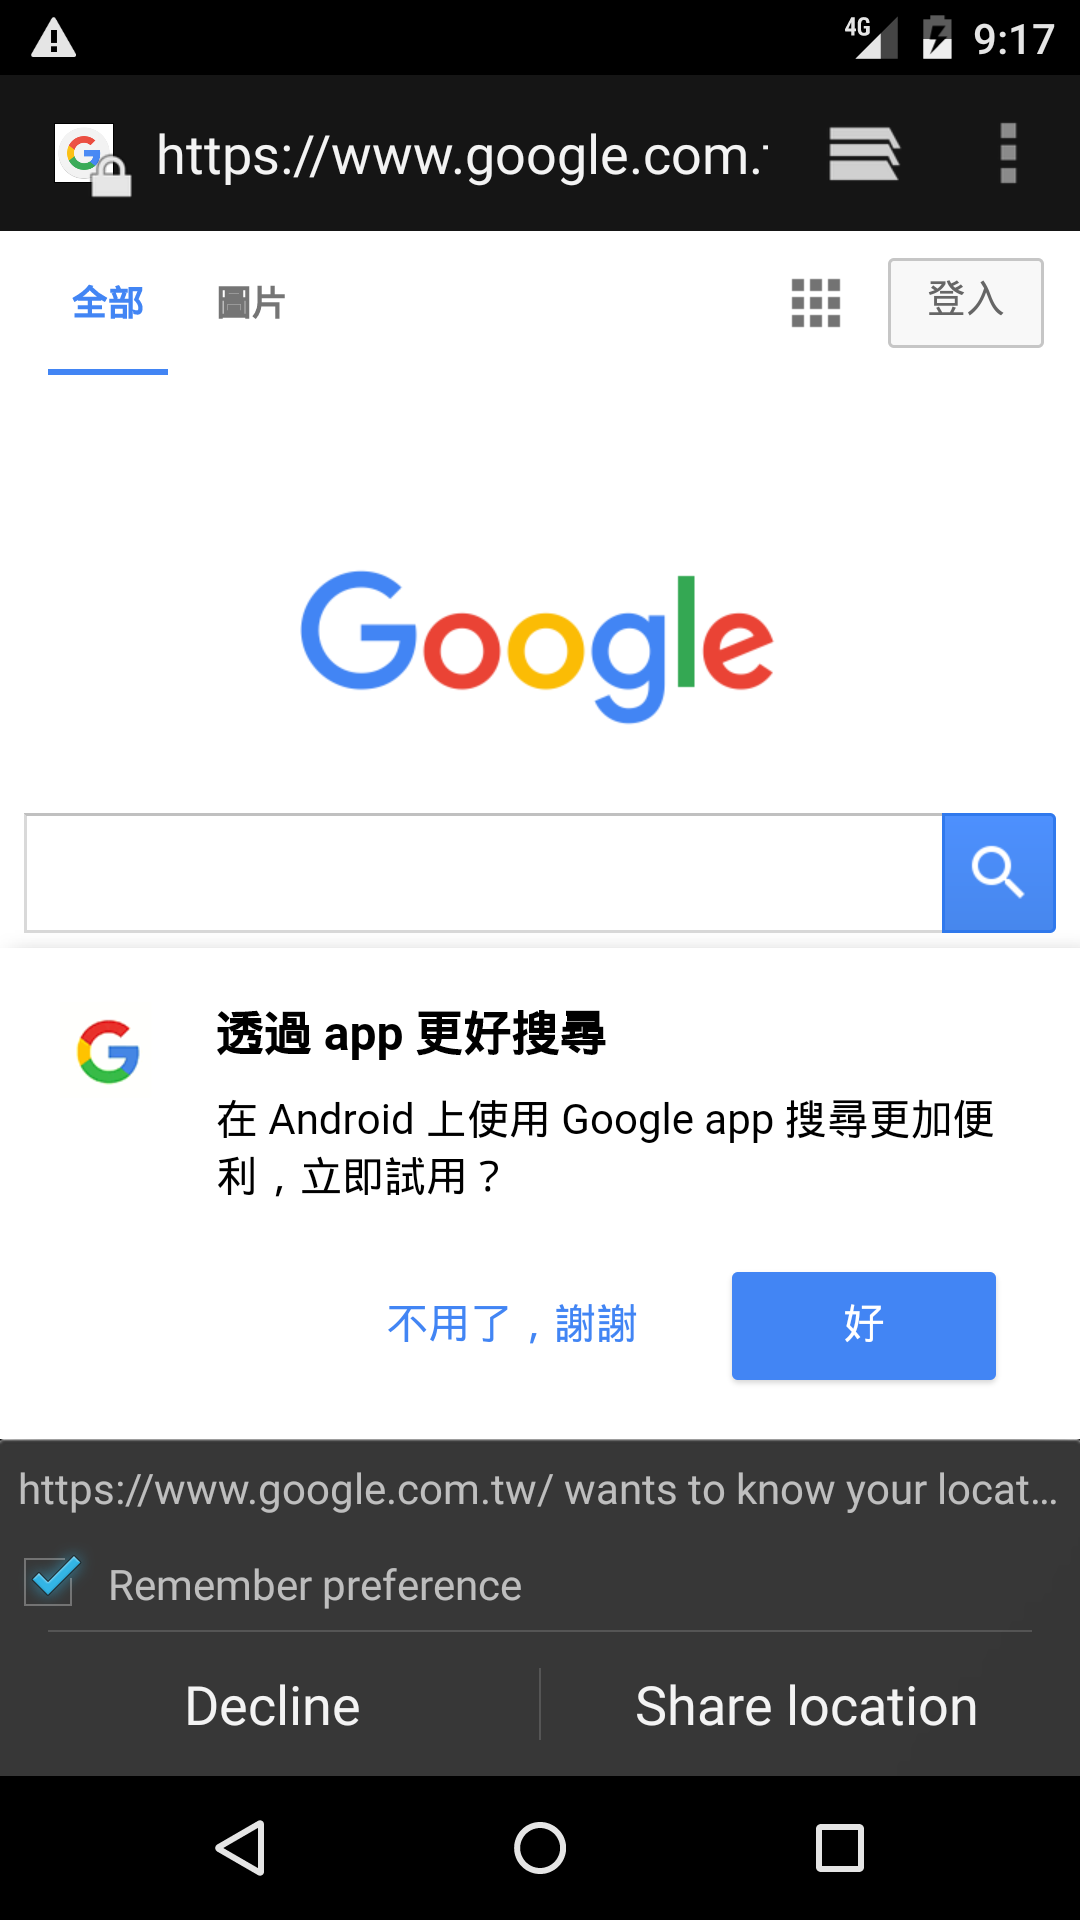 4G 9:17
https://www.google.com.
全部 圖片 登入
Google
透過 app 更好搜尋
在 Android 上使用 Google app 搜尋更加便
利，立即試用？
不用了，謝謝 好
https://www.google.com.tw/ wants to know your locat...
Remember preference
Decline Share location